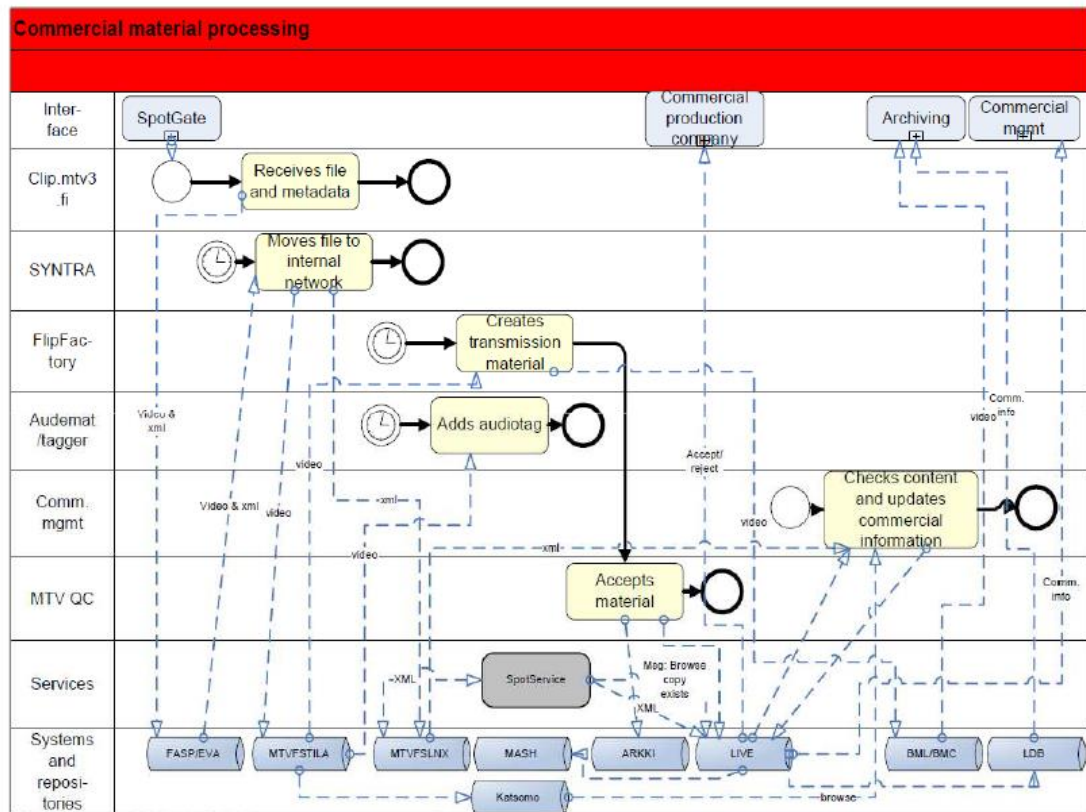 Commercial material processing
Inter-
face
SpotGate
Commercial
production
company
Archiving
Commercial
mgmt
Clip.mtv3
.fi
Receives file
and metadata
SYNTRA
Moves file to
internal
network
FlipFac-
tory
Creates
transmission
material
Audemat
/tagger
Adds audiotag
Video &
xml
video
Accept/
reject
video
Comm.
info
Comm.
mgmt
Video & xml
video
-xml
video
Checks content
and updates
commercial
information
video
xml
MTV QC
Accepts
material
Comm.
info
Services
-XML
SpotService
Msg: Browse
copy
exists
XML
Systems
and
reposi-
tories
FASP/EVA
MTVFSTILA
MTVFSLNX
MASH
ARKKI
LIVE
BML/BMC
LDB
Katsomo
browse